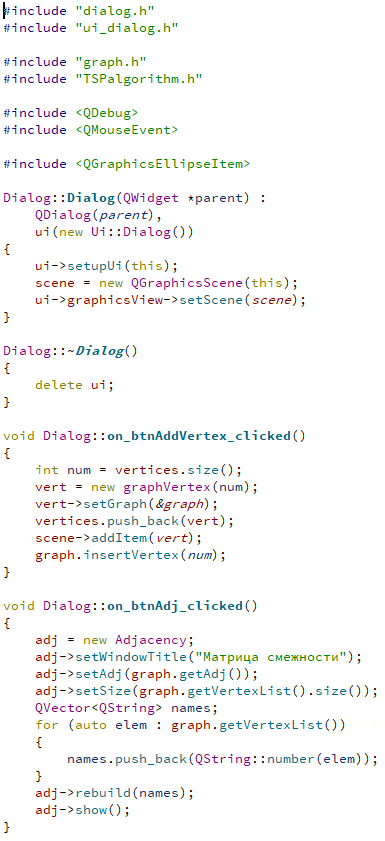 #include "dialog.h"
#include "ui_dialog.h"

#include "graph.h"
#include "TSPalgorithm.h"

#include <QDebug>
#include <QMouseEvent>

#include <QGraphicsEllipseItem>

Dialog::Dialog(QWidget *parent) :
    QDialog(parent),
    ui(new Ui::Dialog())
{
    ui->setupUi(this);
    scene = new QGraphicsScene(this);
    ui->graphicsView->setScene(scene);
}

Dialog::~Dialog()
{
    delete ui;
}

void Dialog::on_btnAddVertex_clicked()
{
    int num = vertices.size();
    vert = new graphVertex(num);
    vert->setGraph(&graph);
    vertices.push_back(vert);
    scene->addItem(vert);
    graph.insertVertex(num);
}

void Dialog::on_btnAdj_clicked()
{
    adj = new Adjacency;
    adj->setWindowTitle("Матрица смежности");
    adj->setAdj(graph.getAdj());
    adj->setSize(graph.getVertexList().size());
    QVector<QString> names;
    for (auto elem : graph.getVertexList())
    {
        names.push_back(QString::number(elem));
    }
    adj->rebuild(names);
    adj->show();
}